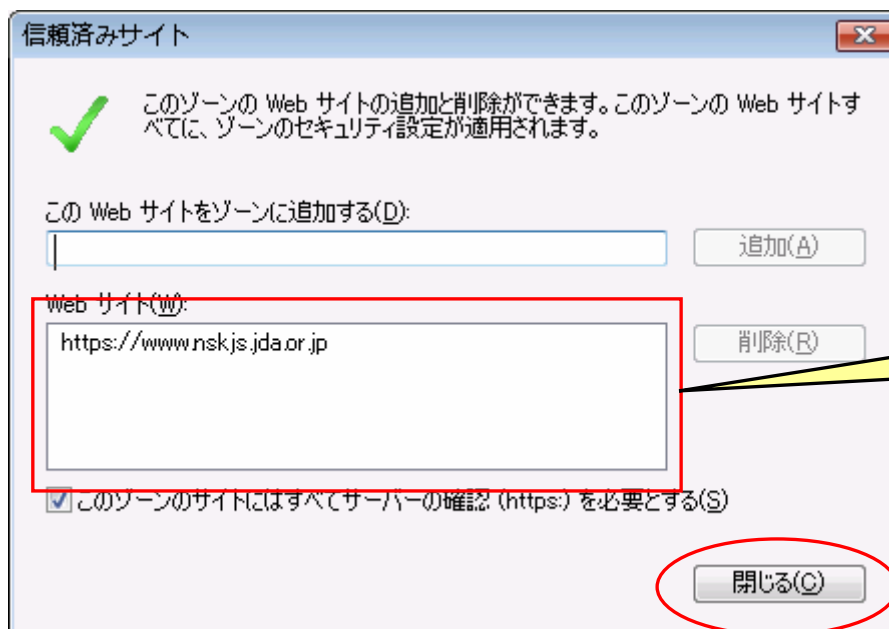 信頼済みサイト
このゾーンの Web サイトの追加と削除ができます。このゾーンの Web サイトす
べてに、ゾーンのセキュリティ設定が適用されます。
この Web サイトをゾーンに追加する(D):
追加(A)
Web サイト(W):
https://www.nskjs.jda.or.jp
削除(R)
このゾーンのサイトにはすべてサーバーの確認 (https:) を必要とする(S)
閉じる(C)